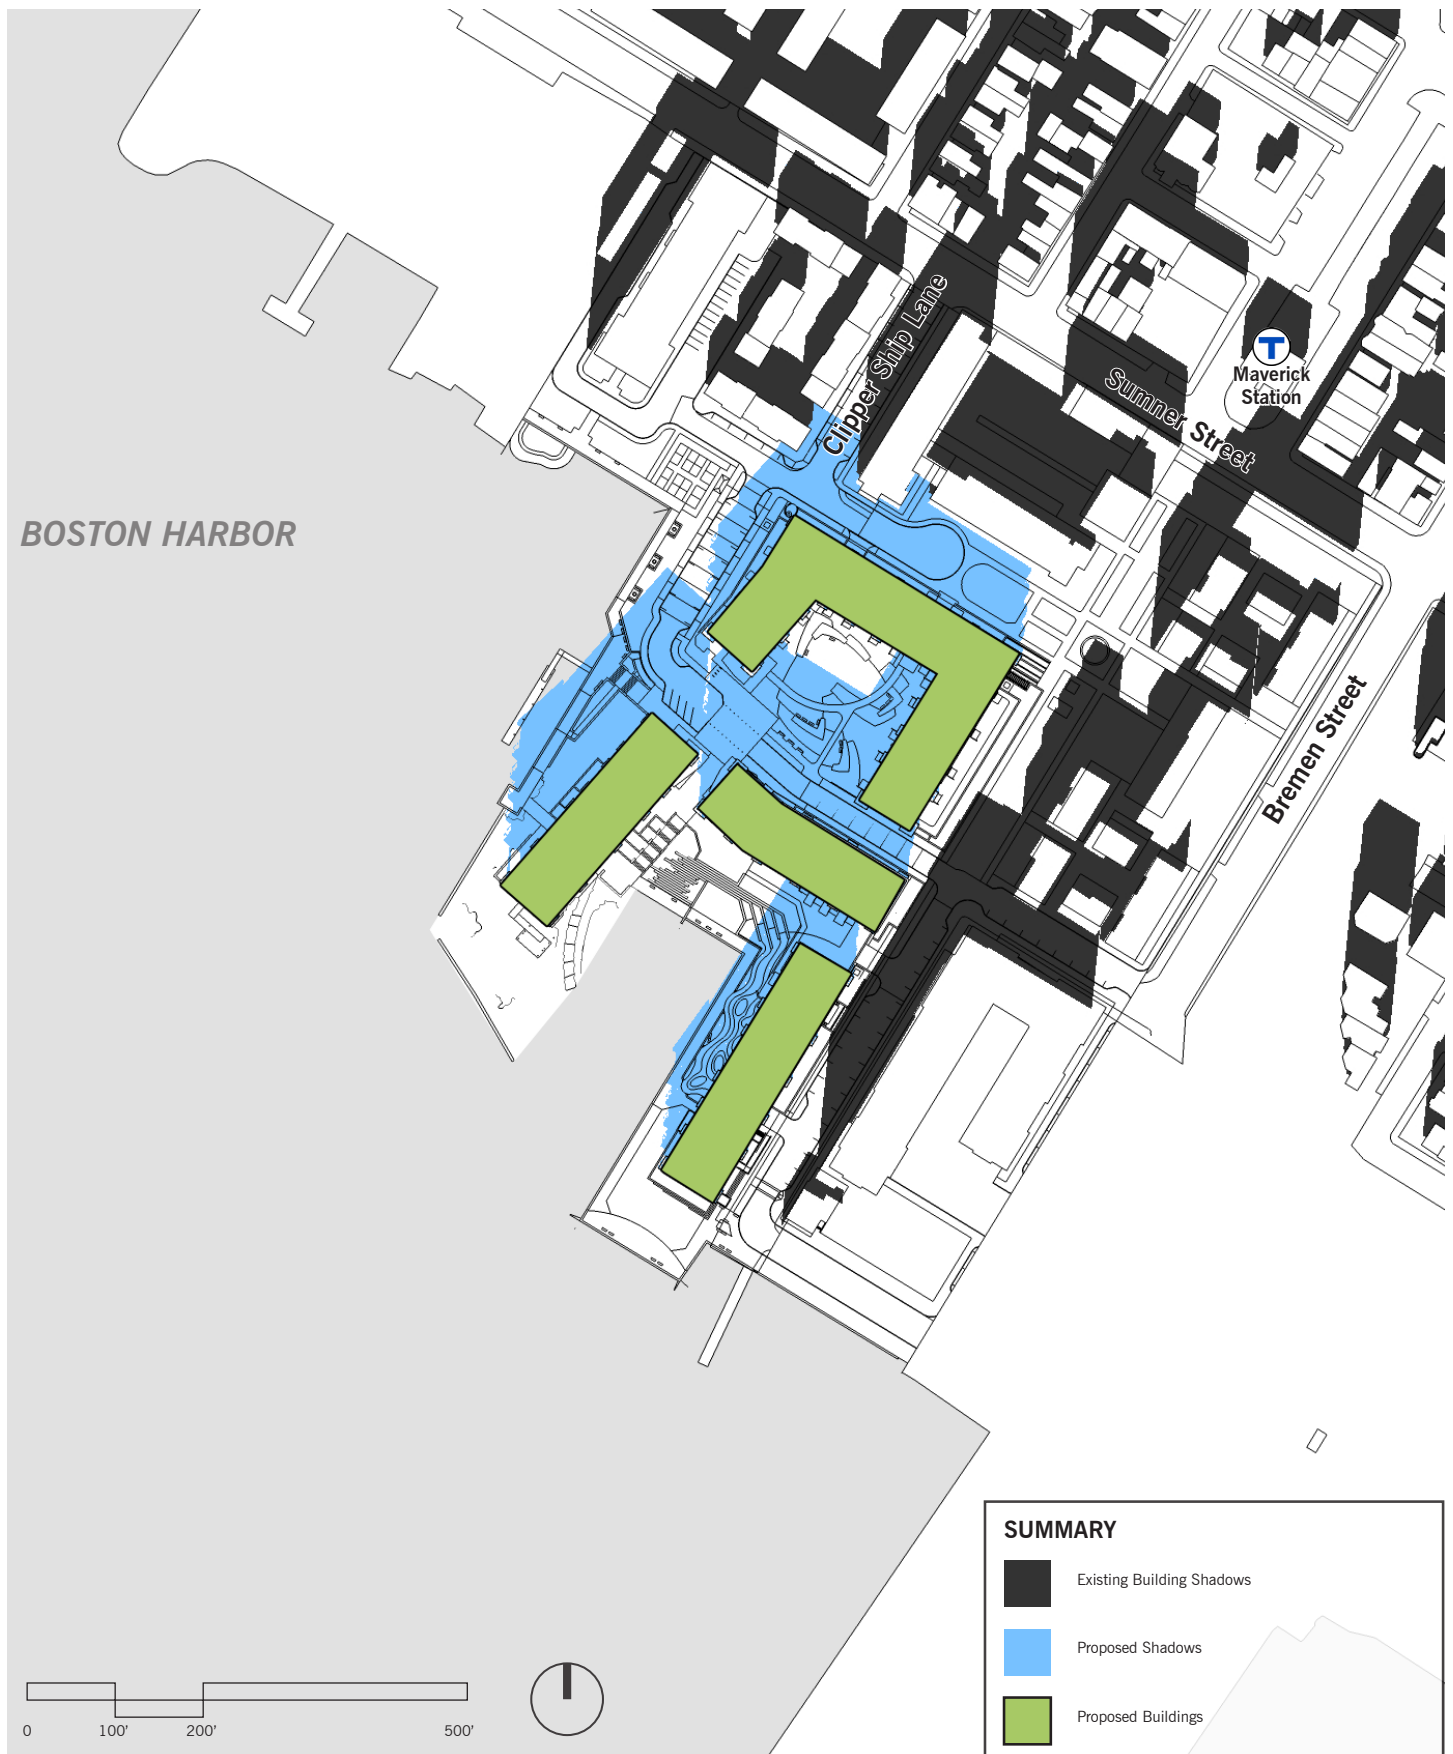 Clipper Ship Lane
T
Maverick
Station
Sumner Street
BOSTON HARBOR
Bremen Street
SUMMARY
Existing Building Shadows
Proposed Shadows
Proposed Buildings
0 100’ 200’ 500’